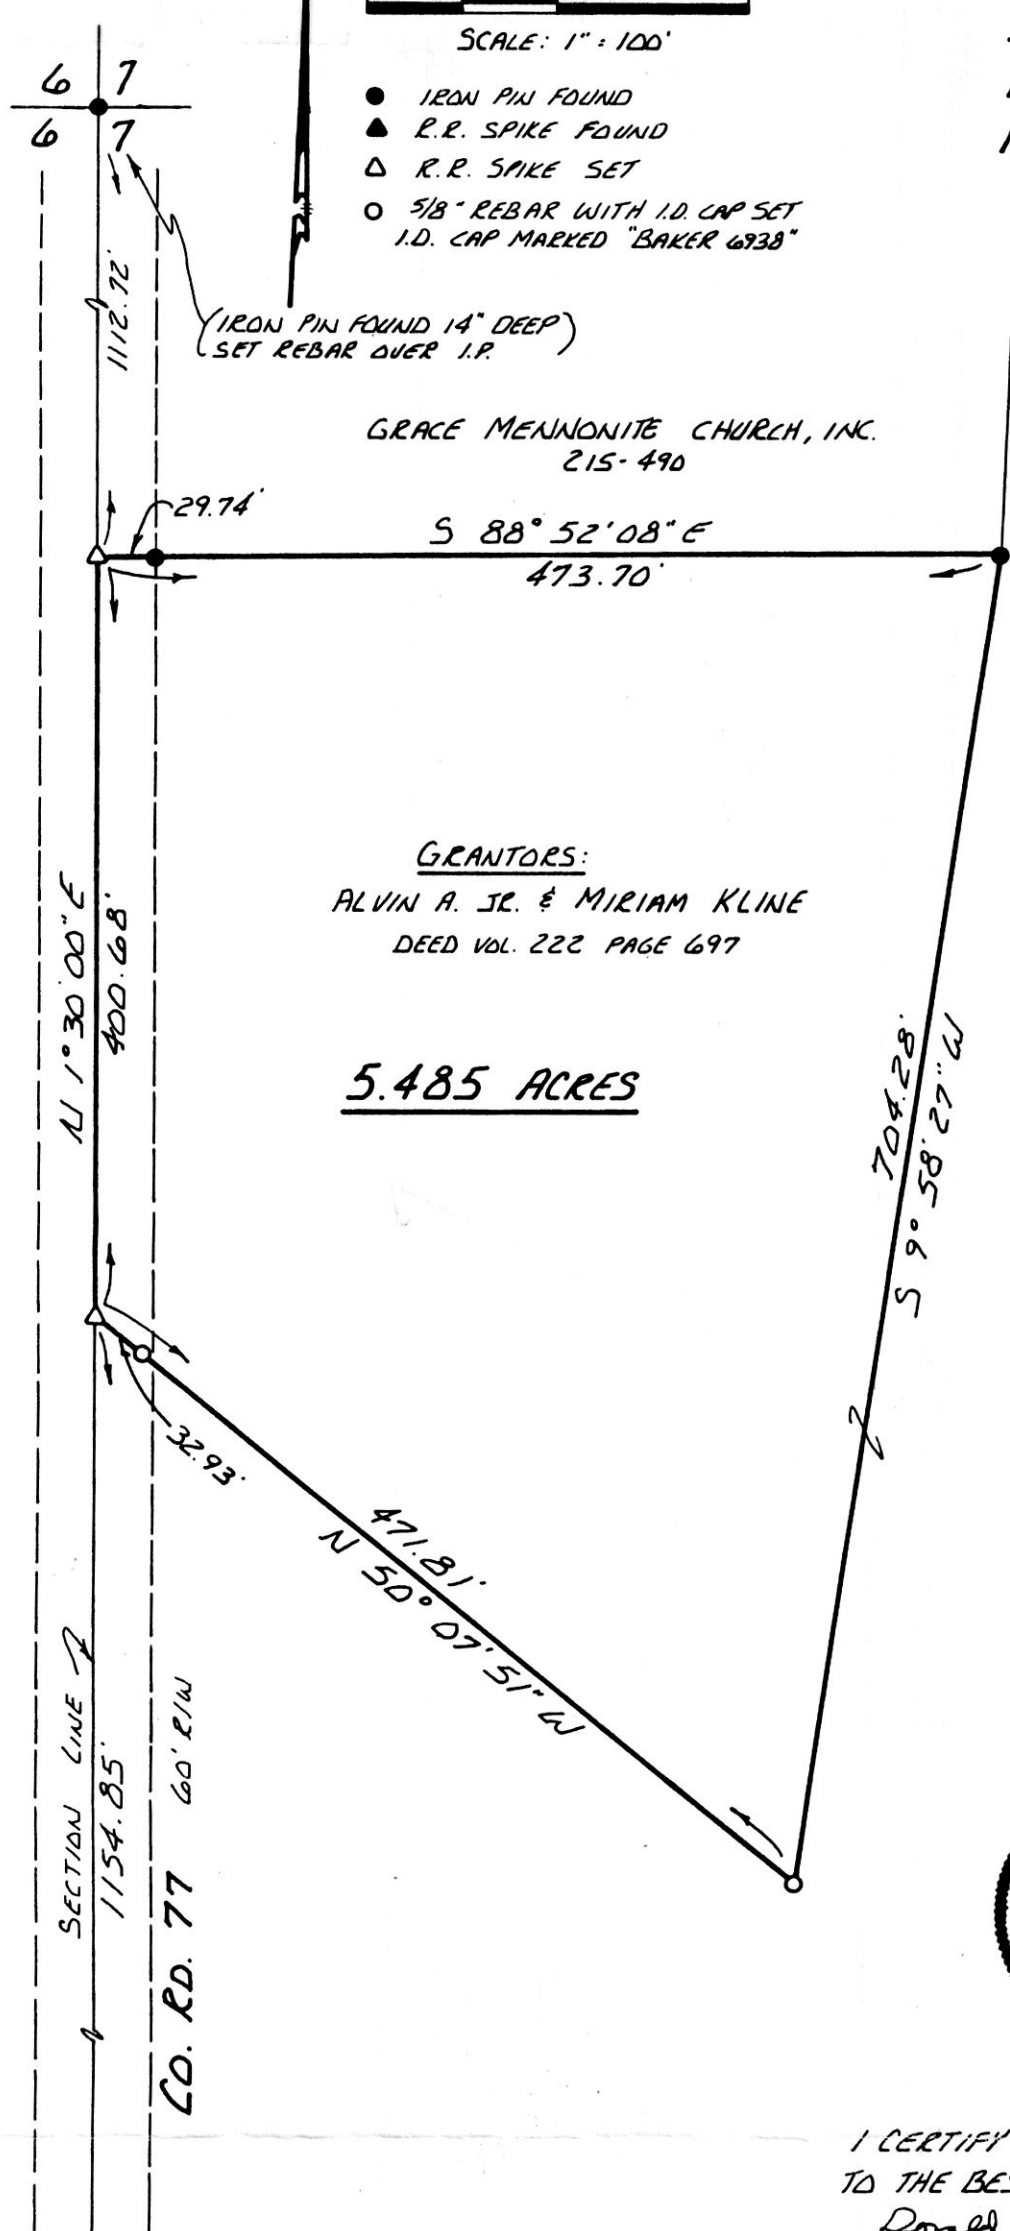 SCALE: 1" = 100'
6 7
6 7
IRON PIN FOUND
R.R. SPIKE FOUND
R.R. SPIKE SET
5/8" REBAR WITH I.D. CAP SET
I.D. CAP MARKED "BAKER 6938"
1112.72'
(IRON PIN FOUND 14" DEEP)
SET REBAR OVER I.P.
GRACE MENNONITE CHURCH, INC.
215-490
29.74'
S 88° 52' 08" E
473.70'
GRANTORS:
ALVIN A. JR. & MIRIAM KLINE
DEED VOL. 222 PAGE 697
N 1° 30' 00" E
400.68'
5.485 ACRES
704.28'
S 9° 58' 27" W
32.93'
471.81'
N 50° 07' 51" W
SECTION LINE
1154.85'
CO. RD. 77 60' R/W
I CERTIFY
TO THE BES
Donald